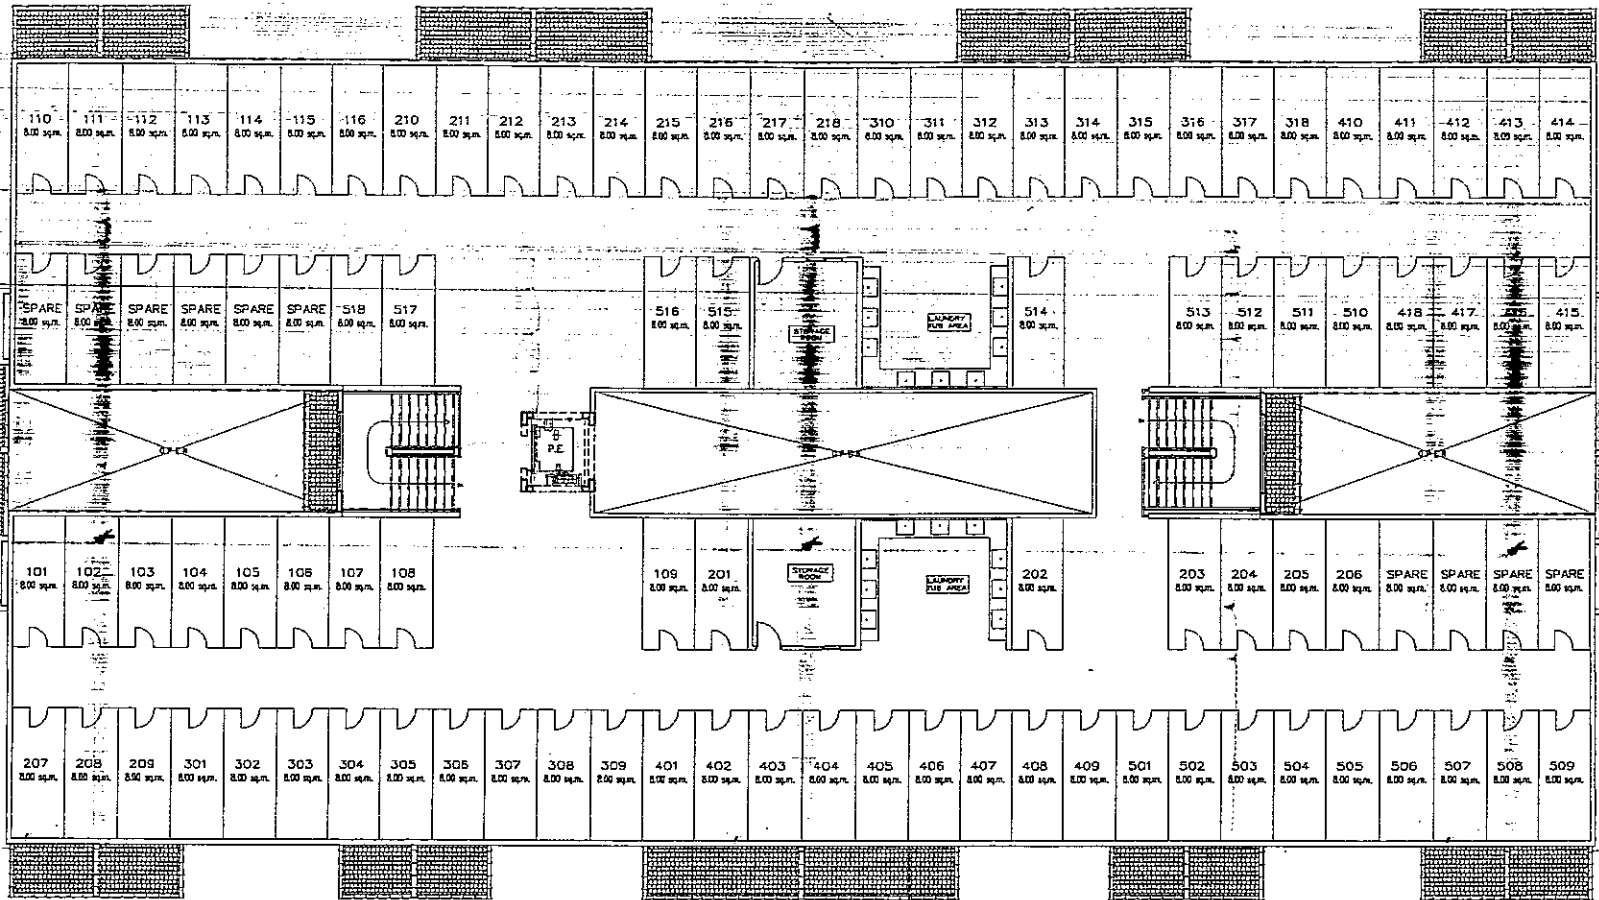 110 111 112 113 114 115 116 210 211 212 213 214 215 216 217 218 310 311 312 313 314 315 316 317 318 410 411 412 413 414
8.00 sq.m. 8.00 sq.m. 8.00 sq.m. 8.00 sq.m. 8.00 sq.m. 8.00 sq.m. 8.00 sq.m. 8.00 sq.m. 8.00 sq.m. 8.00 sq.m. 8.00 sq.m. 8.00 sq.m. 8.00 sq.m. 8.00 sq.m. 8.00 sq.m. 8.00 sq.m. 8.00 sq.m. 8.00 sq.m. 8.00 sq.m. 8.00 sq.m. 8.00 sq.m. 8.00 sq.m. 8.00 sq.m. 8.00 sq.m. 8.00 sq.m. 8.00 sq.m. 8.00 sq.m. 8.00 sq.m. 8.00 sq.m. 8.00 sq.m.
SPARE SPARE SPARE SPARE SPARE SPARE 518 517 516 515 514 513 512 511 510 418 417 415
8.00 sq.m. 8.00 sq.m. 8.00 sq.m. 8.00 sq.m. 8.00 sq.m. 8.00 sq.m. 8.00 sq.m. 8.00 sq.m. 8.00 sq.m. 8.00 sq.m. 8.00 sq.m. 8.00 sq.m. 8.00 sq.m. 8.00 sq.m. 8.00 sq.m. 8.00 sq.m. 8.00 sq.m. 8.00 sq.m.
STORAGE
ROOM
LAUNDRY
TUB AREA
OPEN P.E. OPEN OPEN
101 102 103 104 105 106 107 108 109 201 202 203 204 205 206 SPARE SPARE SPARE SPARE
8.00 sq.m. 8.00 sq.m. 8.00 sq.m. 8.00 sq.m. 8.00 sq.m. 8.00 sq.m. 8.00 sq.m. 8.00 sq.m. 8.00 sq.m. 8.00 sq.m. 8.00 sq.m. 8.00 sq.m. 8.00 sq.m. 8.00 sq.m. 8.00 sq.m. 8.00 sq.m. 8.00 sq.m. 8.00 sq.m. 8.00 sq.m.
STORAGE
ROOM
LAUNDRY
TUB AREA
207 208 209 301 302 303 304 305 306 307 308 309 401 402 403 404 405 406 407 408 409 501 502 503 504 505 506 507 508 509
8.00 sq.m. 8.00 sq.m. 8.00 sq.m. 8.00 sq.m. 8.00 sq.m. 8.00 sq.m. 8.00 sq.m. 8.00 sq.m. 8.00 sq.m. 8.00 sq.m. 8.00 sq.m. 8.00 sq.m. 8.00 sq.m. 8.00 sq.m. 8.00 sq.m. 8.00 sq.m. 8.00 sq.m. 8.00 sq.m. 8.00 sq.m. 8.00 sq.m. 8.00 sq.m. 8.00 sq.m. 8.00 sq.m. 8.00 sq.m. 8.00 sq.m. 8.00 sq.m. 8.00 sq.m. 8.00 sq.m. 8.00 sq.m. 8.00 sq.m.